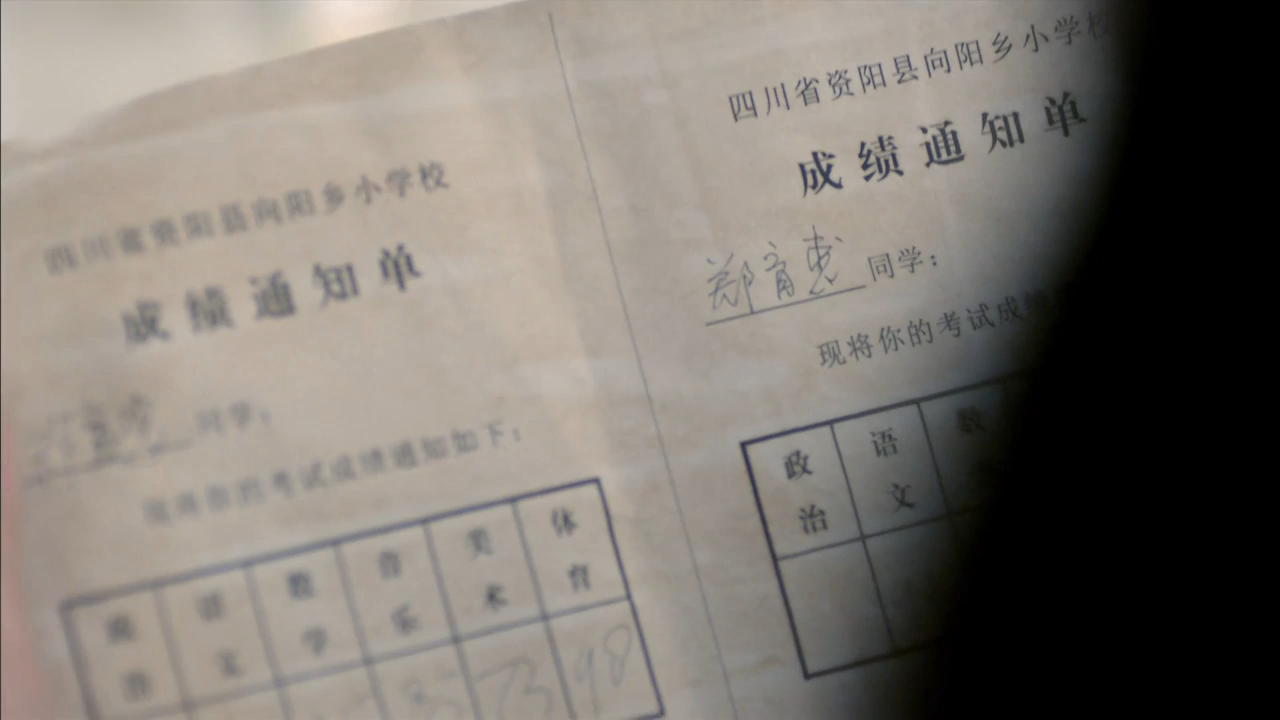 四川省资阳县向阳乡小学校
成绩通知单
同学：
现将你的考试成绩通知如下：
政治 语文 数学 音乐 美术 体育
73 98
四川省资阳县向阳乡小学校
成绩通知单
郑育惠同学：
现将你的考试成绩
政治 语文 数